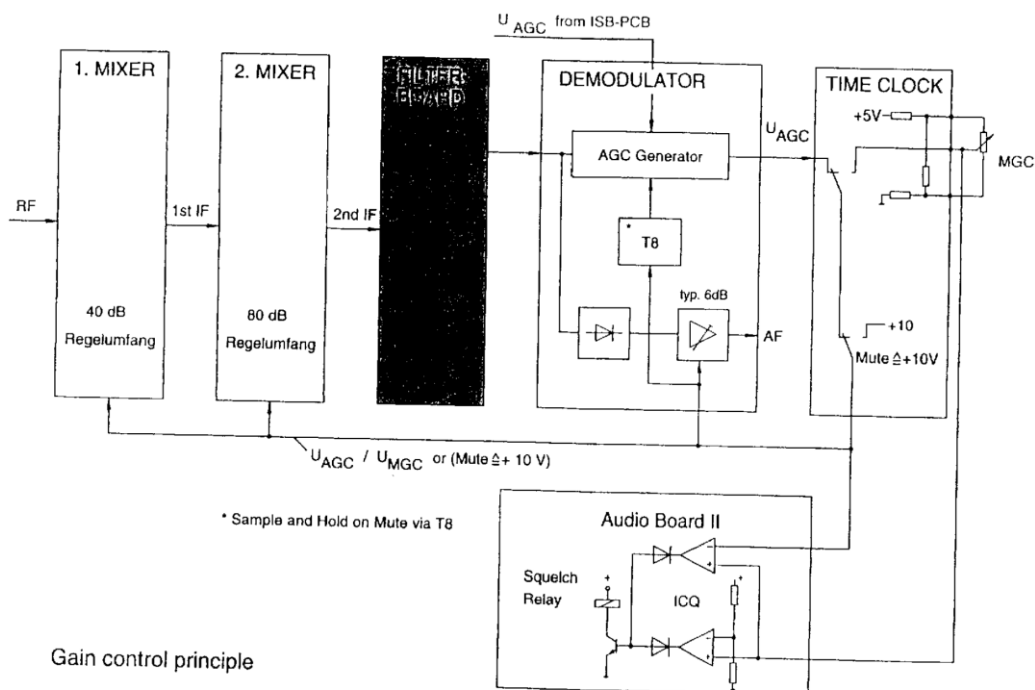 U AGC from ISB-PCB
1. MIXER
2. MIXER
FILTER
BOARD
DEMODULATOR
TIME CLOCK
+5V
U AGC
MGC
AGC Generator
RF
1st IF
2nd IF
* T8
typ. 6dB
40 dB
Regelumfang
80 dB
Regelumfang
AF
+10
Mute ≙ +10V
U AGC / U MGC or (Mute ≙ + 10 V)
* Sample and Hold on Mute via T8
Audio Board II
Squelch
Relay
+
+
ICQ
−
+
−
+
Gain control principle